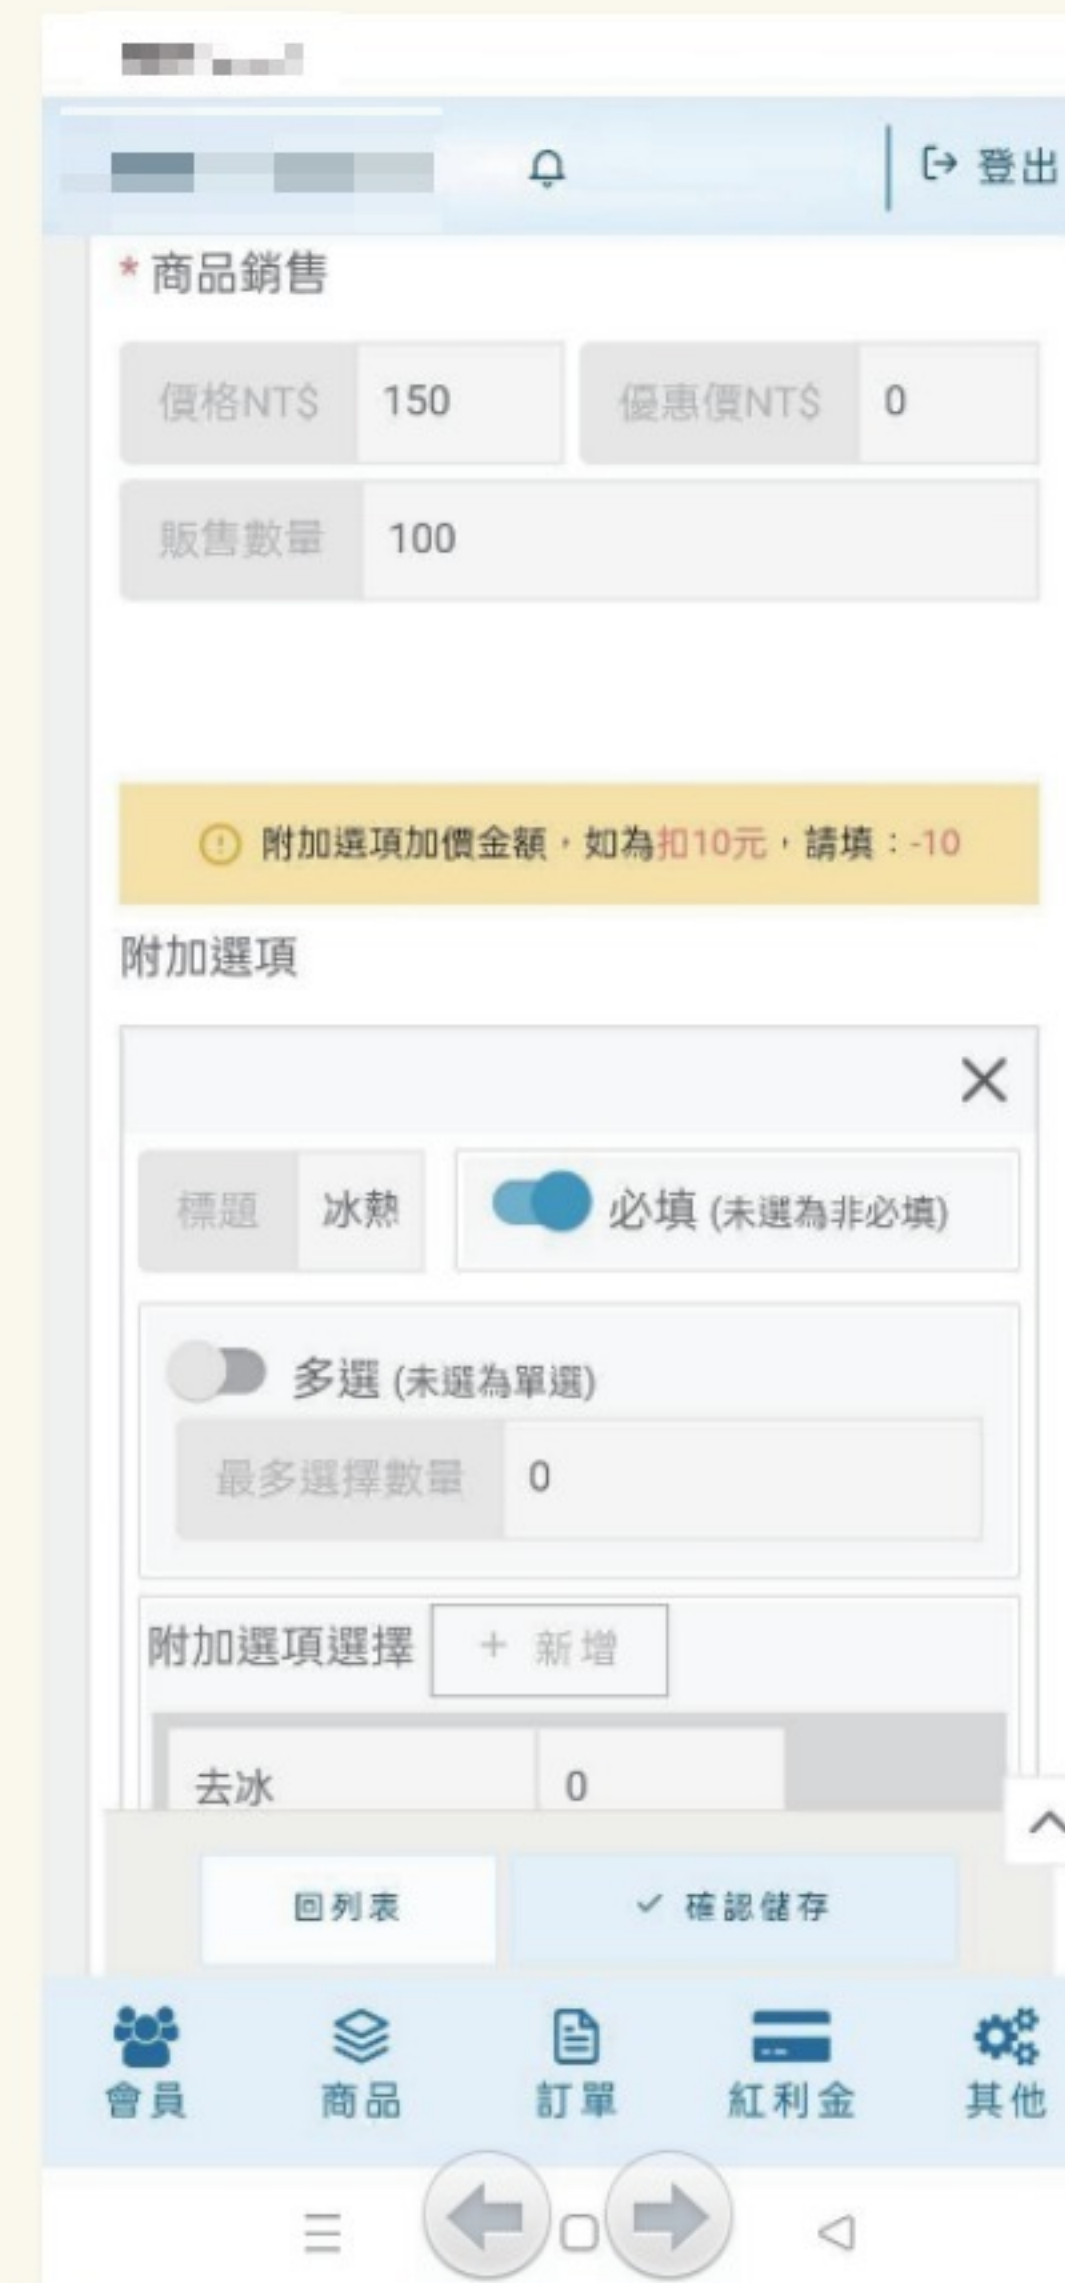 登出
* 商品銷售
價格NT$ 150 優惠價NT$ 0
販售數量 100
附加選項加價金額，如為扣10元，請填：-10
附加選項
標題 冰熱 必填 (未選為非必填)
多選 (未選為單選)
最多選擇數量 0
附加選項選擇 + 新增
去冰 0
回列表 ✓ 確認儲存
會員 商品 訂單 紅利金 其他